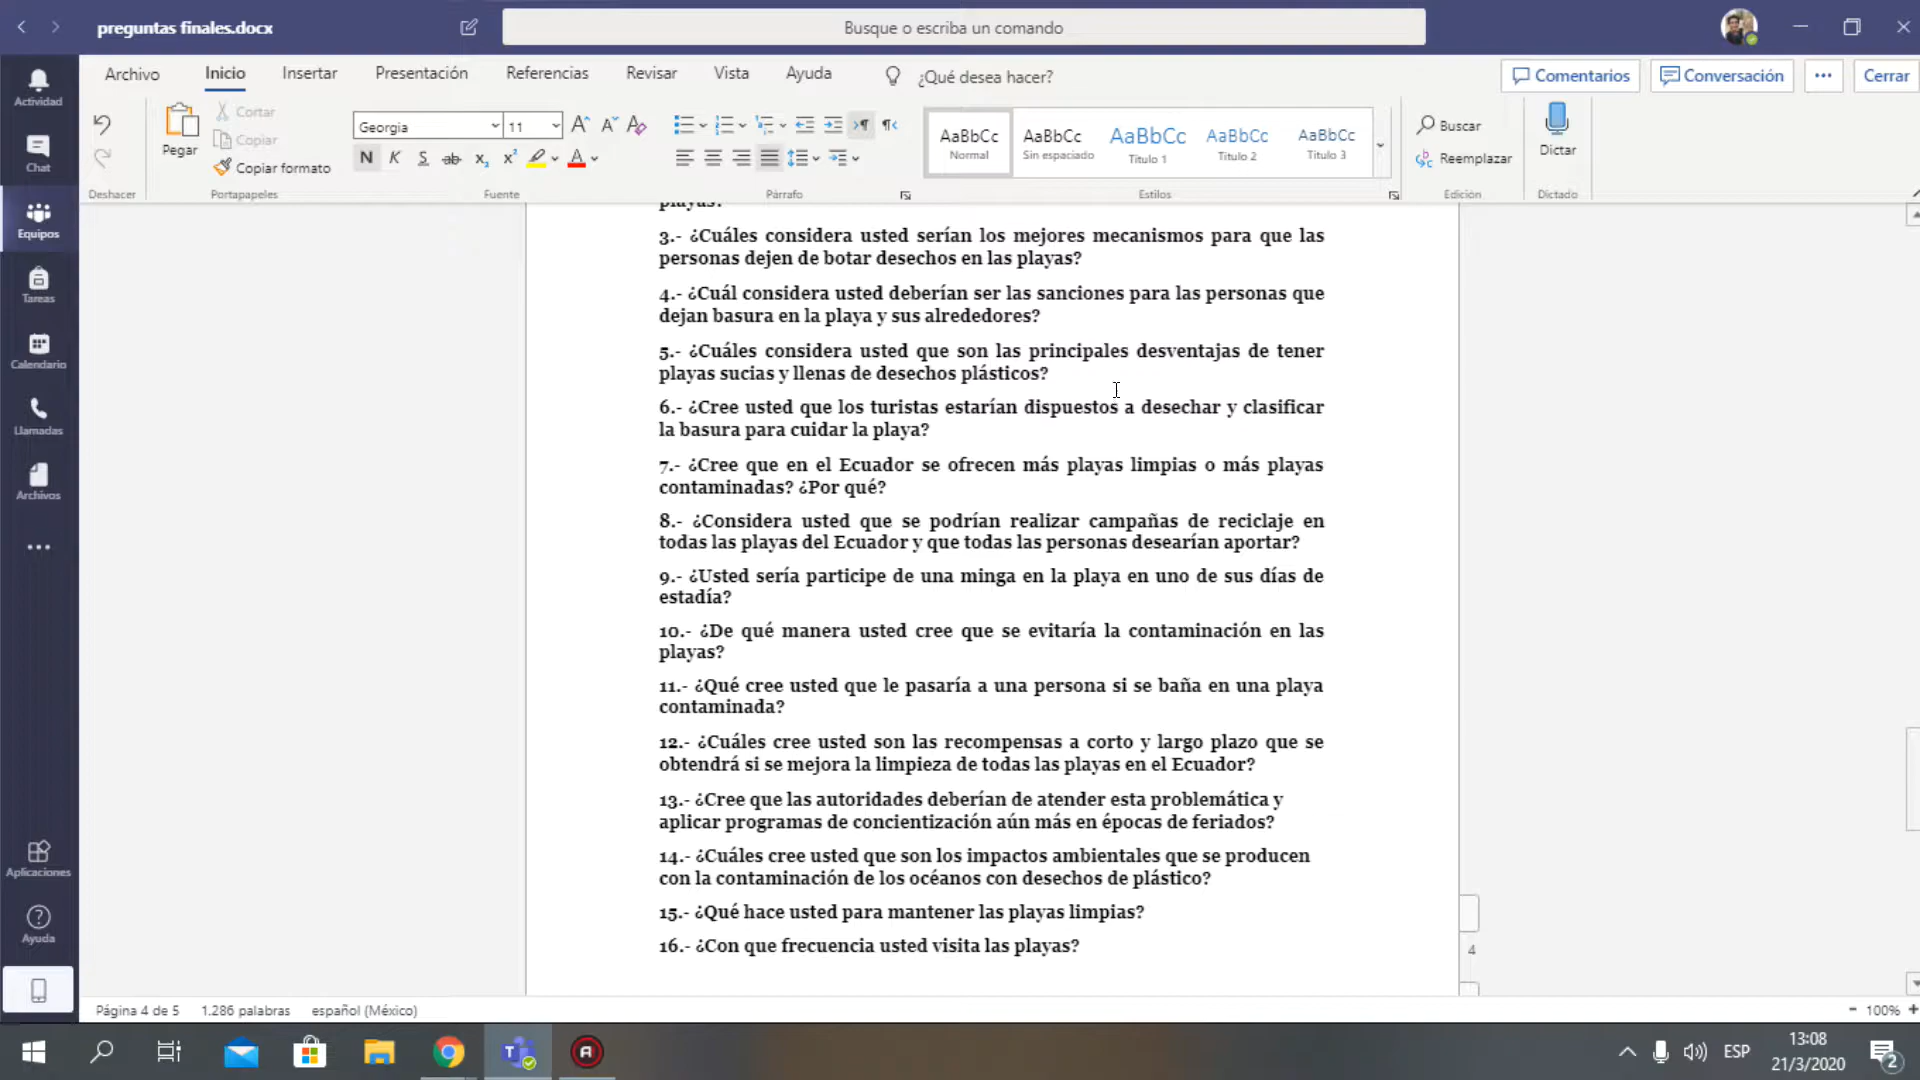 preguntas finales.docx
Busque o escriba un comando
Archivo Inicio Insertar Presentación Referencias Revisar Vista Ayuda ¿Qué desea hacer? Comentarios Conversación Cerrar
Actividad
Chat
Equipos
Tareas
Calendario
Llamadas
Archivos
Aplicaciones
Ayuda
Pegar
Cortar
Copiar
Copiar formato
Georgia 11
N K S ab x₂ x² A
AaBbCc AaBbCc AaBbCc AaBbCc AaBbCc
Normal Sin espaciado Título 1 Título 2 Título 3
Buscar
Reemplazar
Dictar
Deshacer Portapapeles Fuente Párrafo Estilos Edición Dictado
playas?
3.- ¿Cuáles considera usted serían los mejores mecanismos para que las
personas dejen de botar desechos en las playas?
4.- ¿Cuál considera usted deberían ser las sanciones para las personas que
dejan basura en la playa y sus alrededores?
5.- ¿Cuáles considera usted que son las principales desventajas de tener
playas sucias y llenas de desechos plásticos?
6.- ¿Cree usted que los turistas estarían dispuestos a desechar y clasificar
la basura para cuidar la playa?
7.- ¿Cree que en el Ecuador se ofrecen más playas limpias o más playas
contaminadas? ¿Por qué?
8.- ¿Considera usted que se podrían realizar campañas de reciclaje en
todas las playas del Ecuador y que todas las personas desearían aportar?
9.- ¿Usted sería participe de una minga en la playa en uno de sus días de
estadía?
10.- ¿De qué manera usted cree que se evitaría la contaminación en las
playas?
11.- ¿Qué cree usted que le pasaría a una persona si se baña en una playa
contaminada?
12.- ¿Cuáles cree usted son las recompensas a corto y largo plazo que se
obtendrá si se mejora la limpieza de todas las playas en el Ecuador?
13.- ¿Cree que las autoridades deberían de atender esta problemática y
aplicar programas de concientización aún más en épocas de feriados?
14.- ¿Cuáles cree usted que son los impactos ambientales que se producen
con la contaminación de los océanos con desechos de plástico?
15.- ¿Qué hace usted para mantener las playas limpias?
16.- ¿Con que frecuencia usted visita las playas?
4
Página 4 de 5 1.286 palabras español (México) - 100% +
ESP
13:08
21/3/2020
2